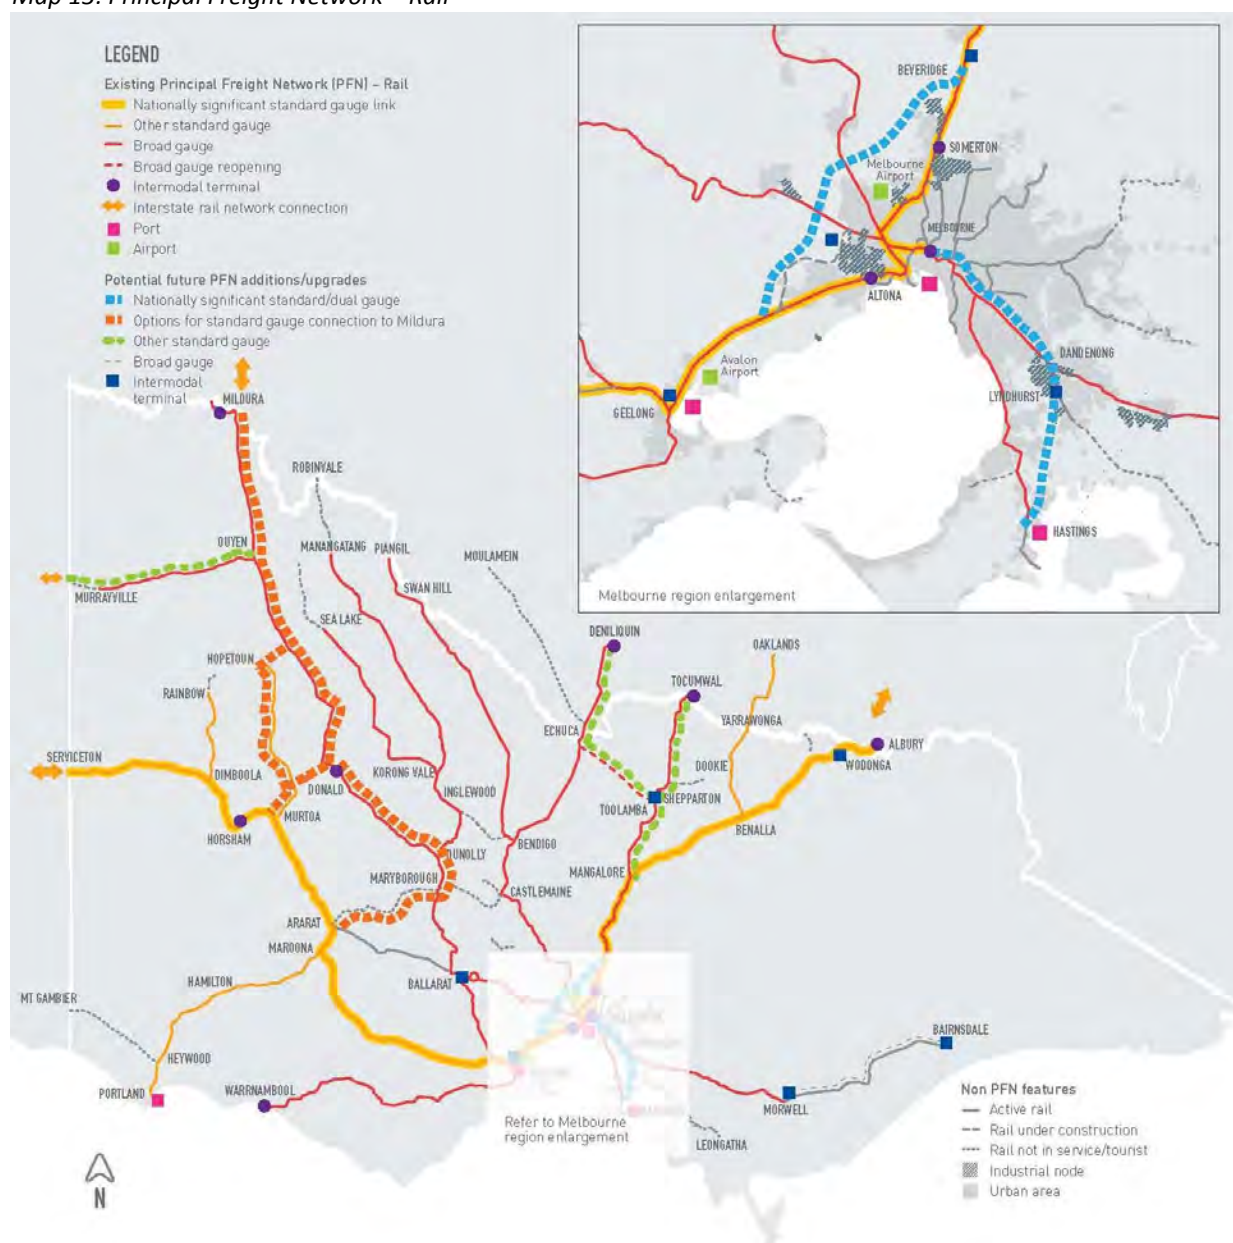 Map 13: Principal Freight Network – Rail
LEGEND
Existing Principal Freight Network (PFN) – Rail
Nationally significant standard gauge link
Other standard gauge
Broad gauge
Broad gauge reopening
Intermodal terminal
Interstate rail network connection
Port
Airport
Potential future PFN additions/upgrades
Nationally significant standard/dual gauge
Options for standard gauge connection to Mildura
Other standard gauge
Broad gauge
Intermodal
terminal
BEVERIDGE
SOMERTON
Melbourne
Airport
MELBOURNE
ALTONA
DANDENONG
Avalon
Airport
LYNDHURST
GEELONG
HASTINGS
Melbourne region enlargement
MILDURA
ROBINVALE
OUYEN
MANANGATANG
PIANGIL
MOULAMEIN
MURRAYVILLE
SWAN HILL
SEA LAKE
DENILIQUIN
OAKLANDS
HOPETOUN
TOCUMWAL
RAINBOW
ECHUCA
YARRAWONGA
ALBURY
SERVICETON
DIMBOOLA
KORONG VALE
DOOKIE
WODONGA
DONALD
INGLEWOOD
SHEPPARTON
MURTOA
TOOLAMBA
HORSHAM
BENALLA
BENDIGO
DUNOLLY
MANGALORE
MARYBOROUGH
CASTLEMAINE
ARARAT
MAROONA
HAMILTON
BALLARAT
MT GAMBIER
BAIRNSDALE
HEYWOOD
PORTLAND
WARRNAMBOOL
MORWELL
Refer to Melbourne
region enlargement
LEONGATHA
Non PFN features
Active rail
Rail under construction
Rail not in service/tourist
Industrial node
Urban area
N